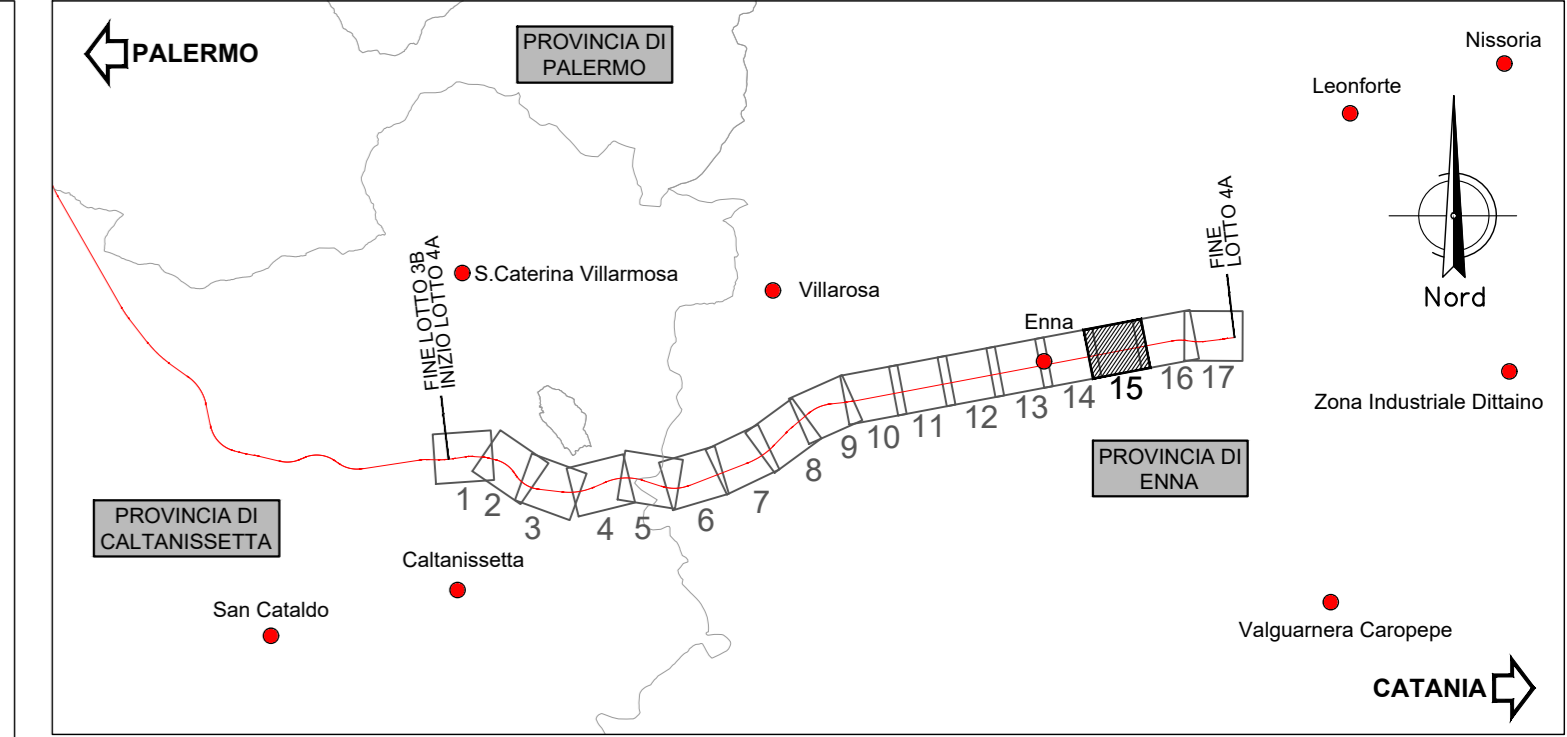 PALERMO
PROVINCIA DI
PALERMO
Nissoria
Leonforte
Nord
FINE LOTTO 3B
INIZIO LOTTO 4A
S.Caterina Villarmosa
Villarosa
Enna
FINE
LOTTO 4A
Zona Industriale Dittaino
1
2
3
4
5
6
7
8
9
10
11
12
13
14
15
16
17
PROVINCIA DI
ENNA
PROVINCIA DI
CALTANISSETTA
Caltanissetta
San Cataldo
Valguarnera Caropepe
CATANIA